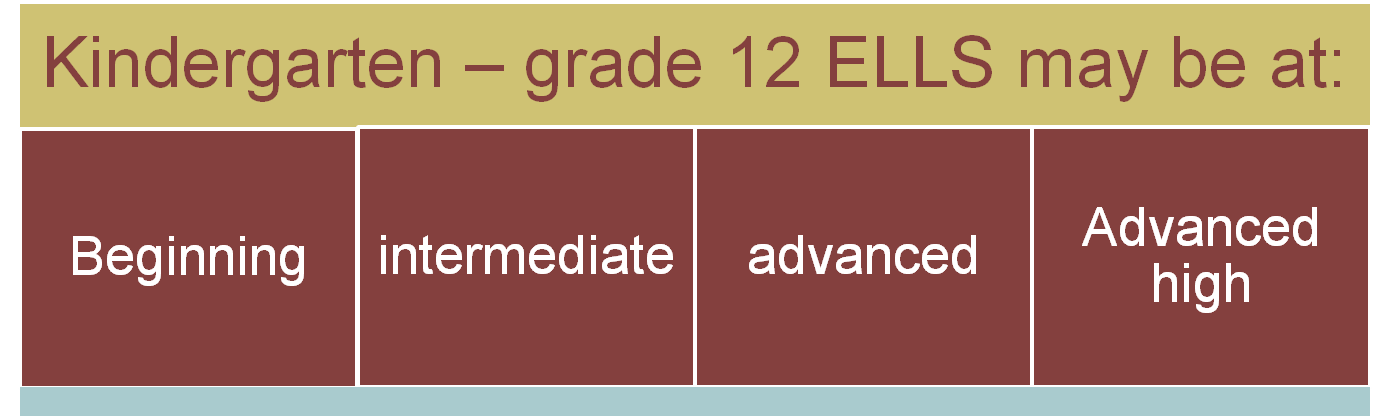 Kindergarten – grade 12 ELLS may be at:
Beginning
intermediate
advanced
Advanced
high